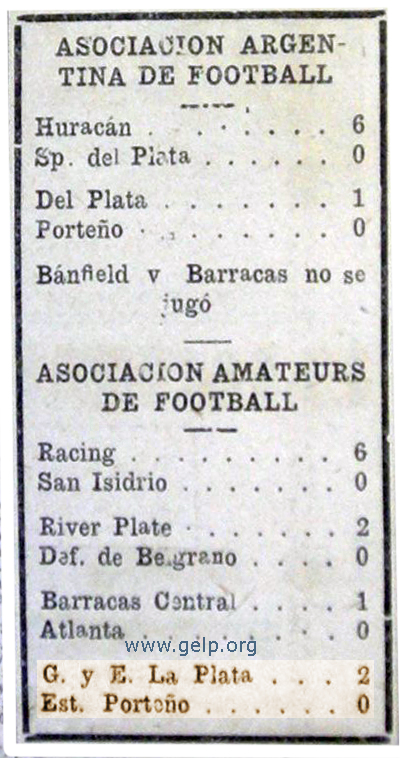 ASOCIACION ARGEN-
TINA DE FOOTBALL
Huracán . . . . . . . 6
Sp. del Plata . . . . . . 0
Del Plata . . . . . . . 1
Porteño . . . . . . . 0
Bánfield v Barracas no se
jugó
ASOCIACION AMATEURS
DE FOOTBALL
Racing . . . . . . . . . 6
San Isidrio . . . . . . . 0
River Plate . . . . . . . 2
Def. de Belgrano . . . . 0
Barracas Central . . . . 1
Atlanta . . . . . . . . 0
www.gelp.org
G. y E. La Plata . . . 2
Est. Porteño . . . . . . 0